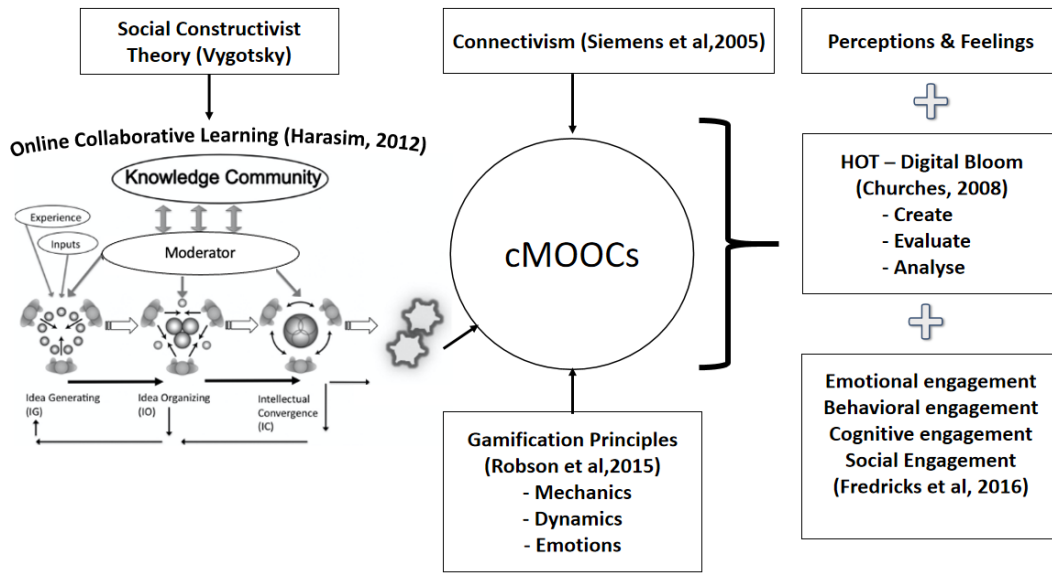 Social Constructivist
Theory (Vygotsky)
Online Collaborative Learning (Harasim, 2012)
Knowledge Community
Experience
Inputs
Moderator
Idea Generating
(IG)
Idea Organizing
(IO)
Intellectual
Convergence
(IC)
Connectivism (Siemens et al,2005)
cMOOCs
Gamification Principles
(Robson et al,2015)
- Mechanics
- Dynamics
- Emotions
Perceptions & Feelings
HOT – Digital Bloom
(Churches, 2008)
- Create
- Evaluate
- Analyse
Emotional engagement
Behavioral engagement
Cognitive engagement
Social Engagement
(Fredricks et al, 2016)